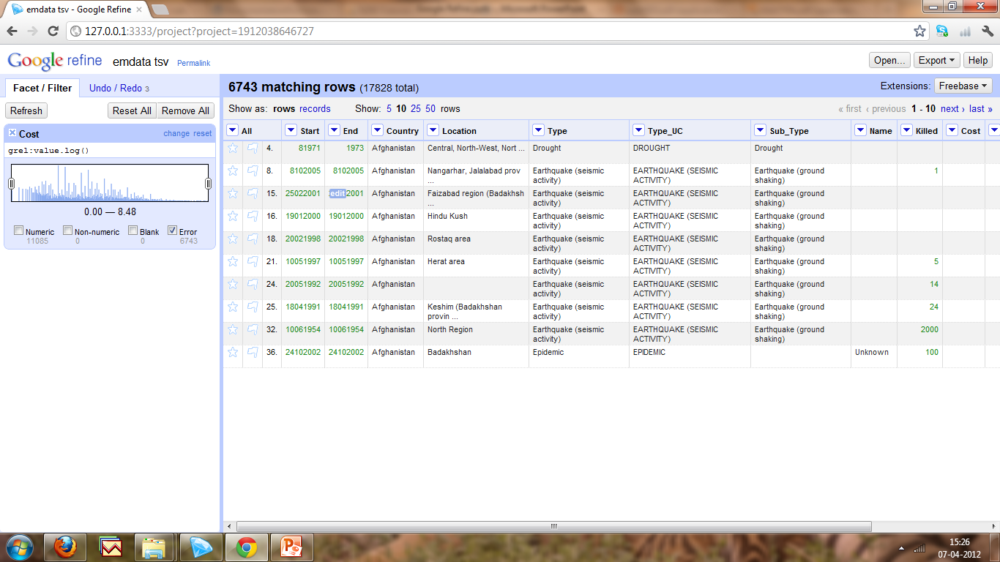 emdata tsv - Google Refine
127.0.0.1:3333/project?project=1912038646727
Google refine emdata tsv Permalink Open... Export Help
Facet / Filter Undo / Redo 3
6743 matching rows (17828 total) Extensions: Freebase
Refresh Reset All Remove All
Show as: rows records Show: 5 10 25 50 rows « first ‹ previous 1 - 10 next › last »
Cost change reset
grel:value.log()
0.00 — 8.48
Numeric 11085 Non-numeric 0 Blank 0 Error 6743
All Start End Country Location Type Type_UC Sub_Type Name Killed Cost
4. 81971 1973 Afghanistan Central, North-West, Nort ... Drought DROUGHT Drought
8. 8102005 8102005 Afghanistan Nangarhar, Jalalabad prov ... Earthquake (seismic activity) EARTHQUAKE (SEISMIC ACTIVITY) Earthquake (ground shaking) 1
15. 25022001 edit2001 Afghanistan Faizabad region (Badakhsh ... Earthquake (seismic activity) EARTHQUAKE (SEISMIC ACTIVITY) Earthquake (ground shaking)
16. 19012000 19012000 Afghanistan Hindu Kush Earthquake (seismic activity) EARTHQUAKE (SEISMIC ACTIVITY) Earthquake (ground shaking)
18. 20021998 20021998 Afghanistan Rostaq area Earthquake (seismic activity) EARTHQUAKE (SEISMIC ACTIVITY) Earthquake (ground shaking)
21. 10051997 10051997 Afghanistan Herat area Earthquake (seismic activity) EARTHQUAKE (SEISMIC ACTIVITY) Earthquake (ground shaking) 5
24. 20051992 20051992 Afghanistan Earthquake (seismic activity) EARTHQUAKE (SEISMIC ACTIVITY) Earthquake (ground shaking) 14
25. 18041991 18041991 Afghanistan Keshim (Badakhshan provin ... Earthquake (seismic activity) EARTHQUAKE (SEISMIC ACTIVITY) Earthquake (ground shaking) 24
32. 10061954 10061954 Afghanistan North Region Earthquake (seismic activity) EARTHQUAKE (SEISMIC ACTIVITY) Earthquake (ground shaking) 2000
36. 24102002 24102002 Afghanistan Badakhshan Epidemic EPIDEMIC Unknown 100
15:26
07-04-2012